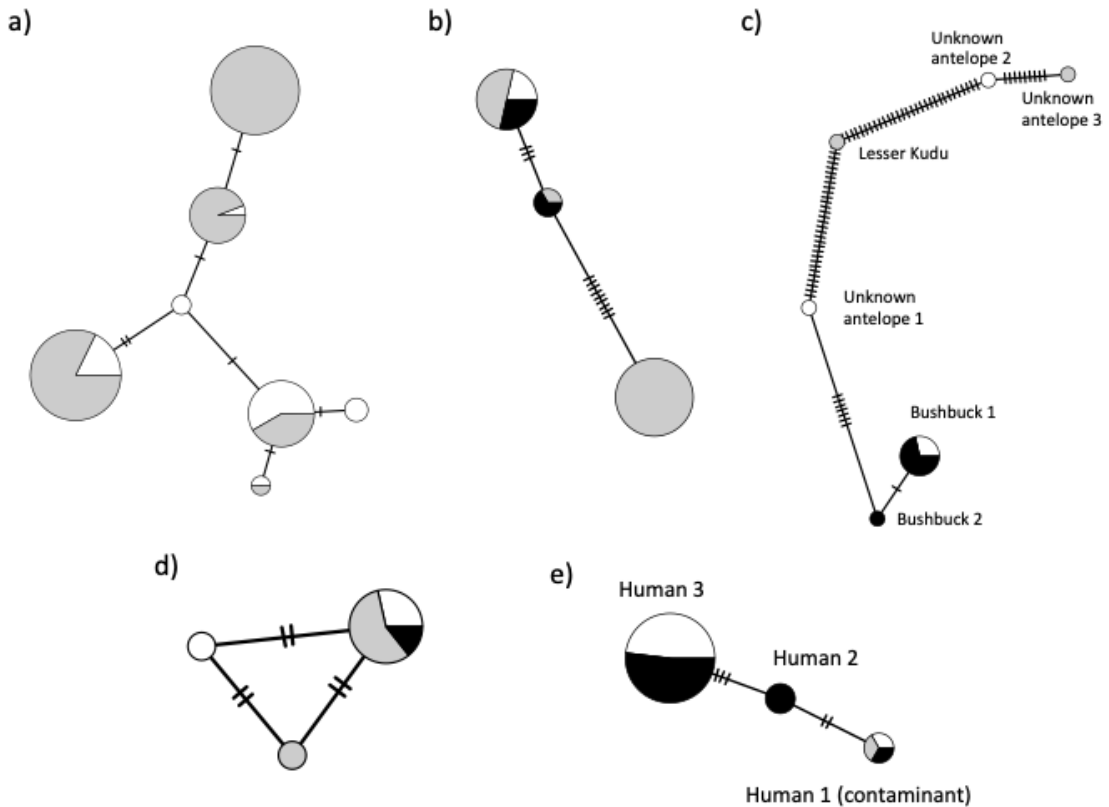 a)
b)
c)
Unknown
antelope 2
Unknown
antelope 3
Lesser Kudu
Unknown
antelope 1
Bushbuck 1
Bushbuck 2
d)
e)
Human 3
Human 2
Human 1 (contaminant)